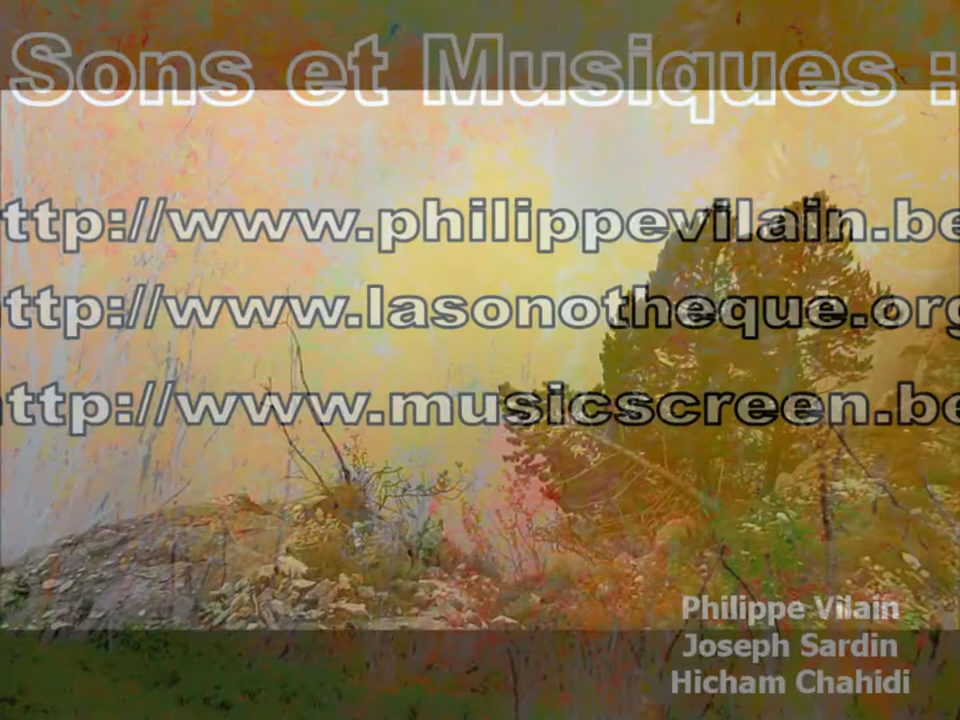 Sons et Musiques :
ttp://www.philippevilain.be
ttp://www.lasonotheque.org
ttp://www.musicscreen.be
Philippe Vilain
Joseph Sardin
Hicham Chahidi